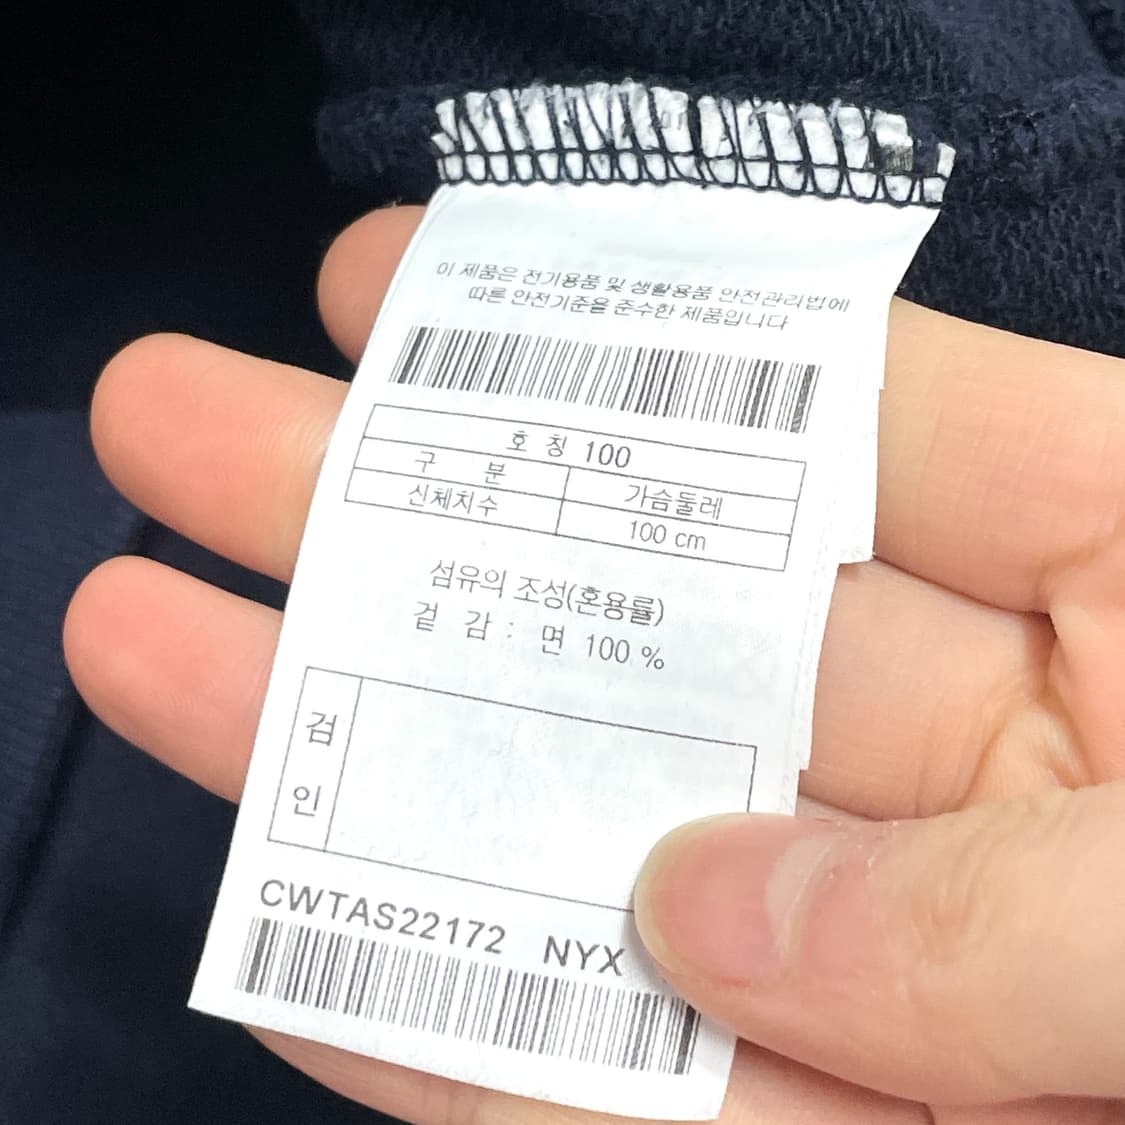 이 제품은 전기용품 및 생활용품 안전관리법에
따른 안전기준을 준수한 제품입니다
호 칭 100
구 분 가슴둘레
신체치수 100 cm
섬유의 조성(혼용률)
겉 감 : 면 100 %
검
인
CWTAS22172 NYX